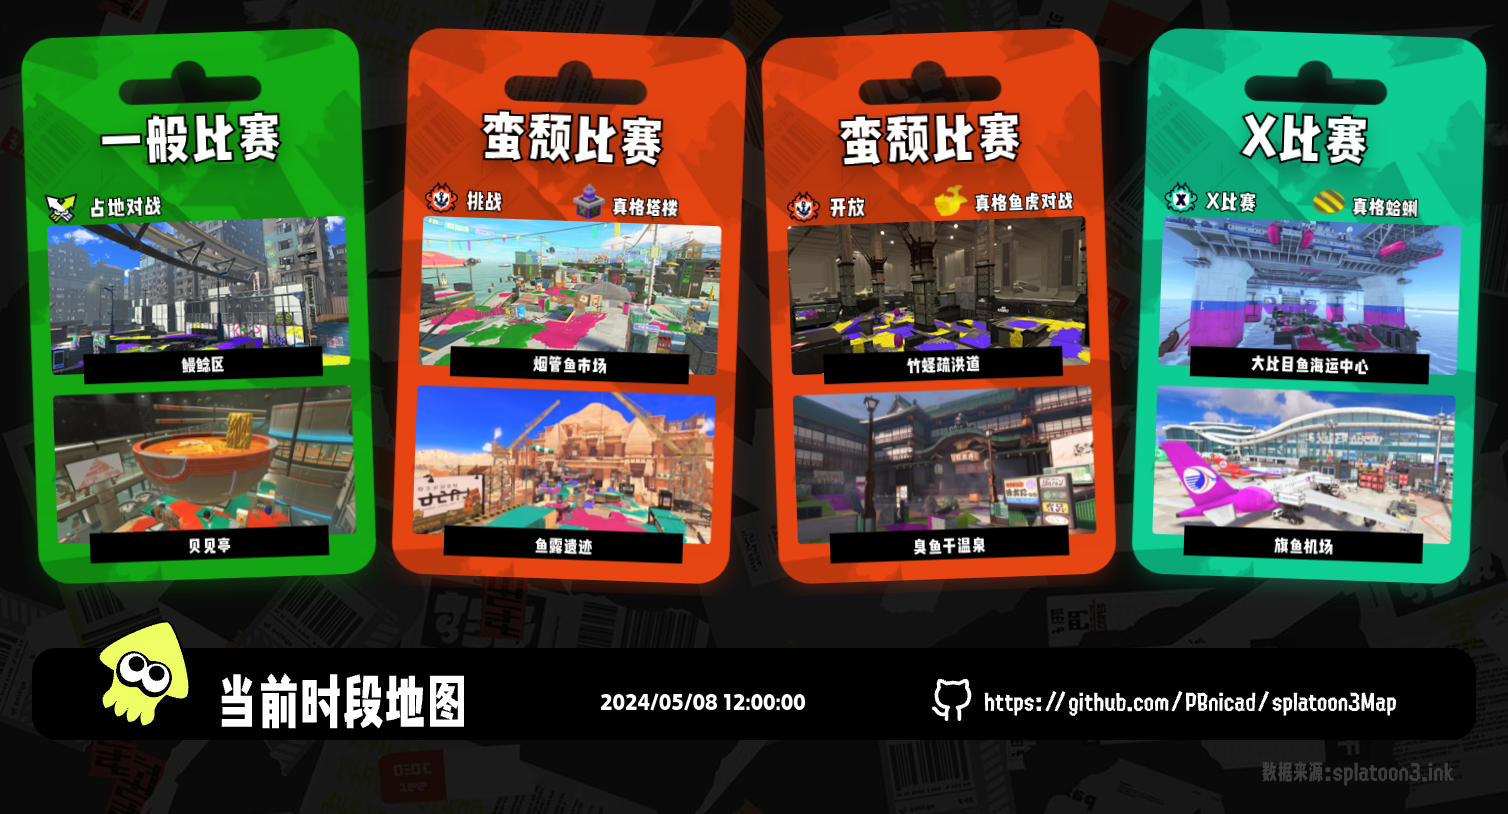 一般比赛
占地对战
鳗鲶区
贝见亭
蛮颓比赛
挑战
真格塔楼
烟管鱼市场
鱼露遗迹
蛮颓比赛
开放
真格鱼虎对战
竹蛏疏洪道
臭鱼干温泉
X比赛
X比赛
真格蛤蜊
大比目鱼海运中心
旗鱼机场
当前时段地图
2024/05/08 12:00:00
https://github.com/PBnicad/splatoon3Map
数据来源:splatoon3.ink